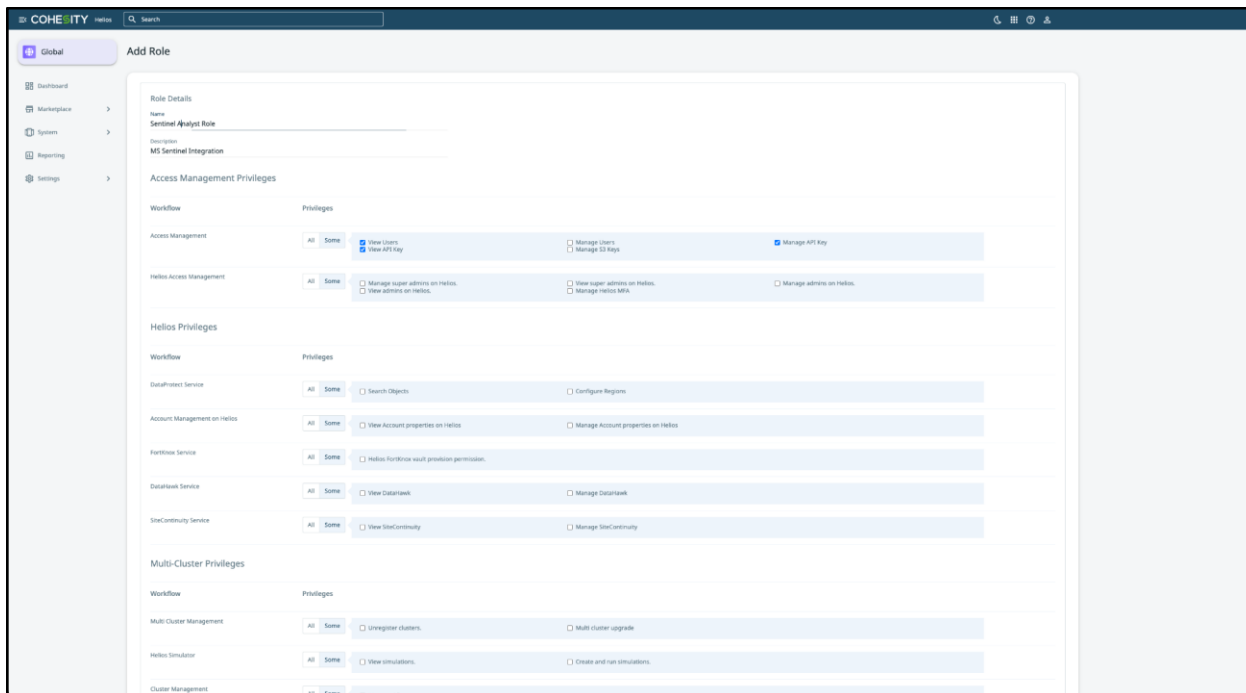 COHESITY Helios Search
Global
Add Role
Dashboard
Marketplace
System
Reporting
Settings
Role Details
Name
Sentinel Analyst Role
Description
MS Sentinel Integration
Access Management Privileges
Workflow Privileges
Access Management All Some View Users Manage Users Manage API Key
View API Key Manage S3 Keys
Helios Access Management All Some Manage super admins on Helios. View super admins on Helios. Manage admins on Helios.
View admins on Helios. Manage Helios MFA
Helios Privileges
Workflow Privileges
DataProtect Service All Some Search Objects Configure Regions
Account Management on Helios All Some View Account properties on Helios Manage Account properties on Helios
FortKnox Service All Some Helios FortKnox vault provision permission.
DataHawk Service All Some View DataHawk Manage DataHawk
SiteContinuity Service All Some View SiteContinuity Manage SiteContinuity
Multi-Cluster Privileges
Workflow Privileges
Multi Cluster Management All Some Unregister clusters. Multi cluster upgrade
Helios Simulator All Some View simulations. Create and run simulations.
Cluster Management All Some